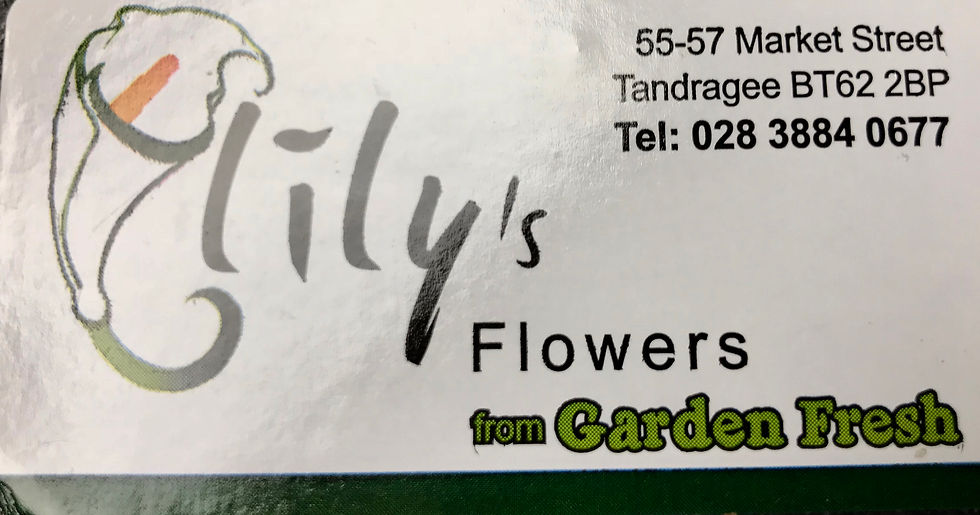 55-57 Market Street
Tandragee BT62 2BP
Tel: 028 3884 0677
lily's
Flowers
from Garden Fresh